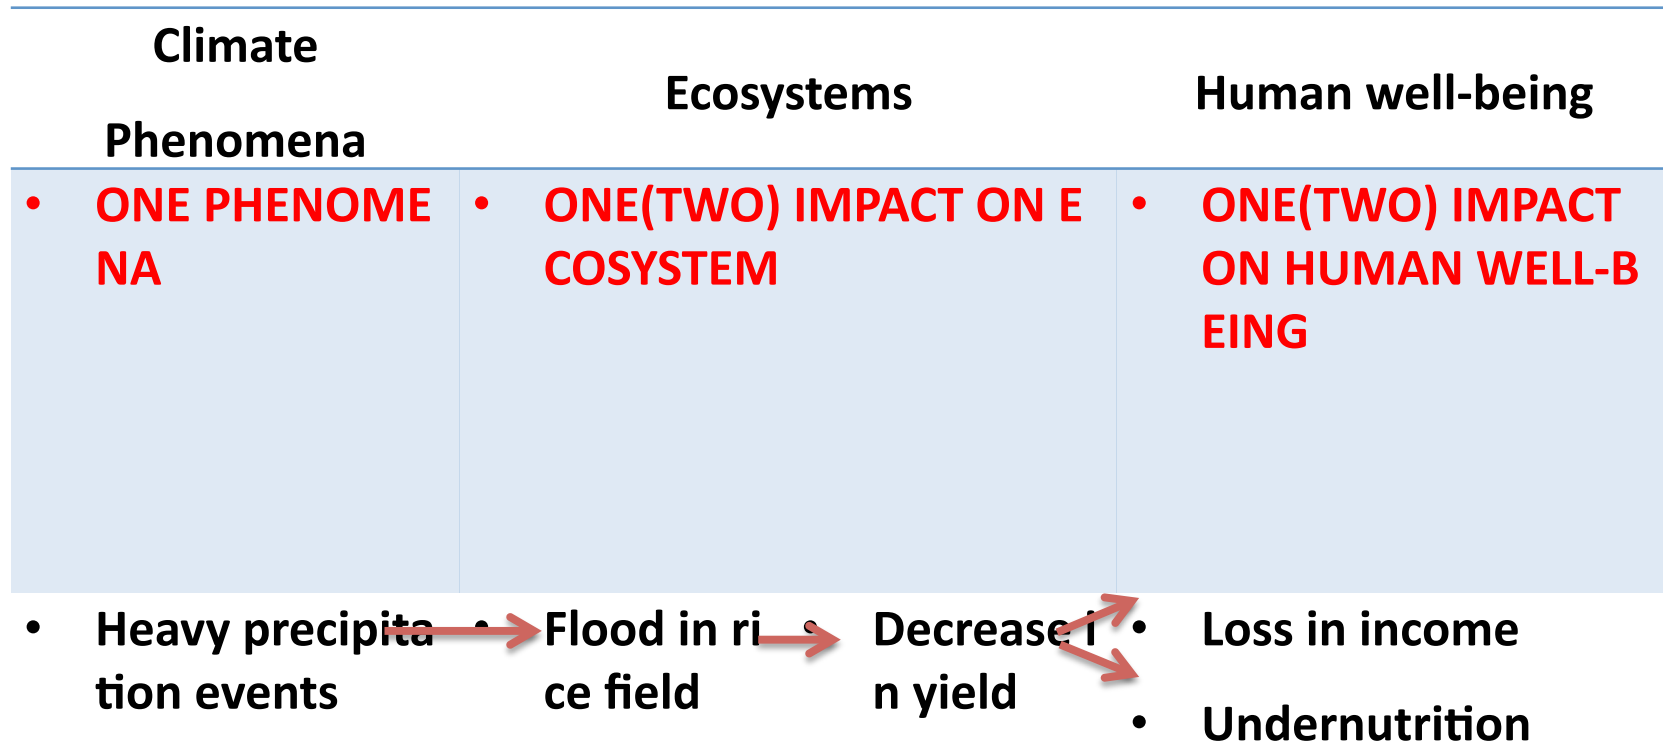 Climate
Phenomena
Ecosystems
Human well-being
• ONE PHENOME
NA
• ONE(TWO) IMPACT ON E
COSYSTEM
• ONE(TWO) IMPACT
ON HUMAN WELL-B
EING
• Heavy precipita
tion events
• Flood in ri
ce field
• Decrease i
n yield
• Loss in income
• Undernutrition